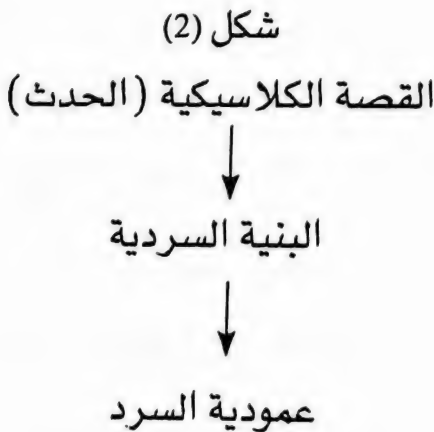 شكل (2)
القصة الكلاسيكية (الحدث)
البنية السردية
عمودية السرد